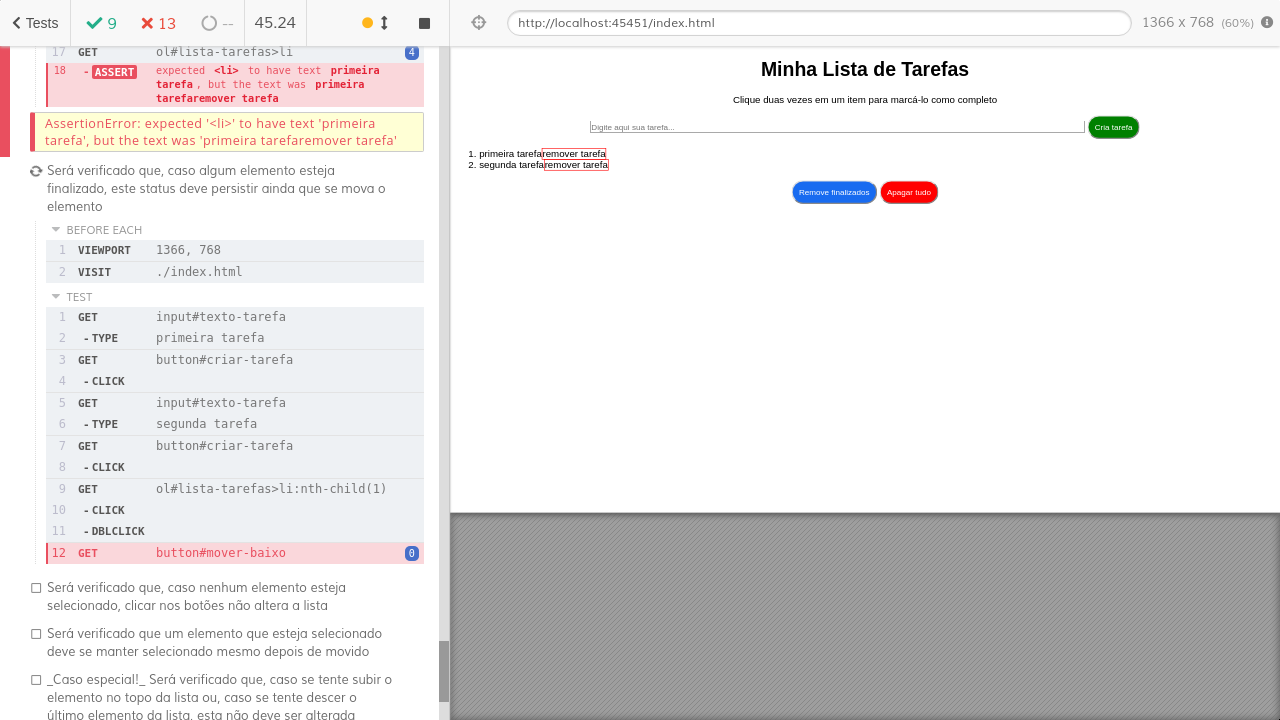 Tests
9
13
--
45.24
http://localhost:45451/index.html
1366 x 768 (60%)
17 GET ol#lista-tarefas>li 4
18 - ASSERT expected <li> to have text primeira
tarefa, but the text was primeira
tarefaremover tarefa
AssertionError: expected '<li>' to have text 'primeira
tarefa', but the text was 'primeira tarefaremover tarefa'
Será verificado que, caso algum elemento esteja
finalizado, este status deve persistir ainda que se mova o
elemento
BEFORE EACH
1 VIEWPORT 1366, 768
2 VISIT ./index.html
TEST
1 GET input#texto-tarefa
2 - TYPE primeira tarefa
3 GET button#criar-tarefa
4 - CLICK
5 GET input#texto-tarefa
6 - TYPE segunda tarefa
7 GET button#criar-tarefa
8 - CLICK
9 GET ol#lista-tarefas>li:nth-child(1)
10 - CLICK
11 - DBLCLICK
12 GET button#mover-baixo 0
Será verificado que, caso nenhum elemento esteja
selecionado, clicar nos botões não altera a lista
Será verificado que um elemento que esteja selecionado
deve se manter selecionado mesmo depois de movido
_Caso especial!_ Será verificado que, caso se tente subir o
elemento no topo da lista ou, caso se tente descer o
último elemento da lista, esta não deve ser alterada
Minha Lista de Tarefas
Clique duas vezes em um item para marcá-lo como completo
Digite aqui sua tarefa...
Cria tarefa
1. primeira tarefaremover tarefa
2. segunda tarefaremover tarefa
Remove finalizados
Apagar tudo